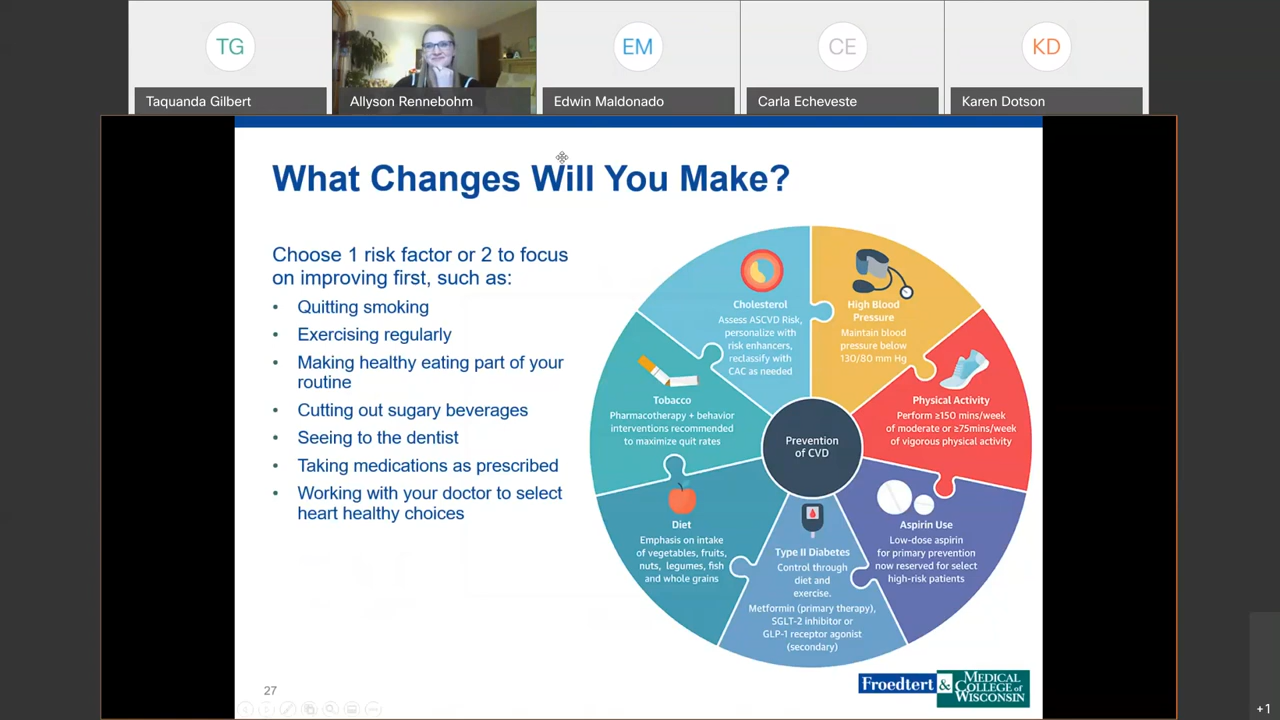 TG
EM
CE
KD
Taquanda Gilbert
Allyson Rennebohm
Edwin Maldonado
Carla Echeveste
Karen Dotson
What Changes Will You Make?
Choose 1 risk factor or 2 to focus
on improving first, such as:
• Quitting smoking
• Exercising regularly
• Making healthy eating part of your
routine
• Cutting out sugary beverages
• Seeing to the dentist
• Taking medications as prescribed
• Working with your doctor to select
heart healthy choices
Cholesterol
Assess ASCVD Risk,
personalize with
risk enhancers,
reclassify with
CAC as needed
High Blood
Pressure
Maintain blood
pressure below
130/80 mm Hg
Tobacco
Pharmacotherapy + behavior
interventions recommended
to maximize quit rates
Physical Activity
Perform ≥150 mins/week
of moderate or ≥75mins/week
of vigorous physical activity
Prevention
of CVD
Diet
Emphasis on intake
of vegetables, fruits,
nuts, legumes, fish
and whole grains
Type II Diabetes
Control through
diet and
exercise.
Metformin (primary therapy),
SGLT-2 inhibitor or
GLP-1 receptor agonist
(secondary)
Aspirin Use
Low-dose aspirin
for primary prevention
now reserved for select
high-risk patients
27
Froedtert &
MEDICAL
COLLEGE of
WISCONSIN
+1